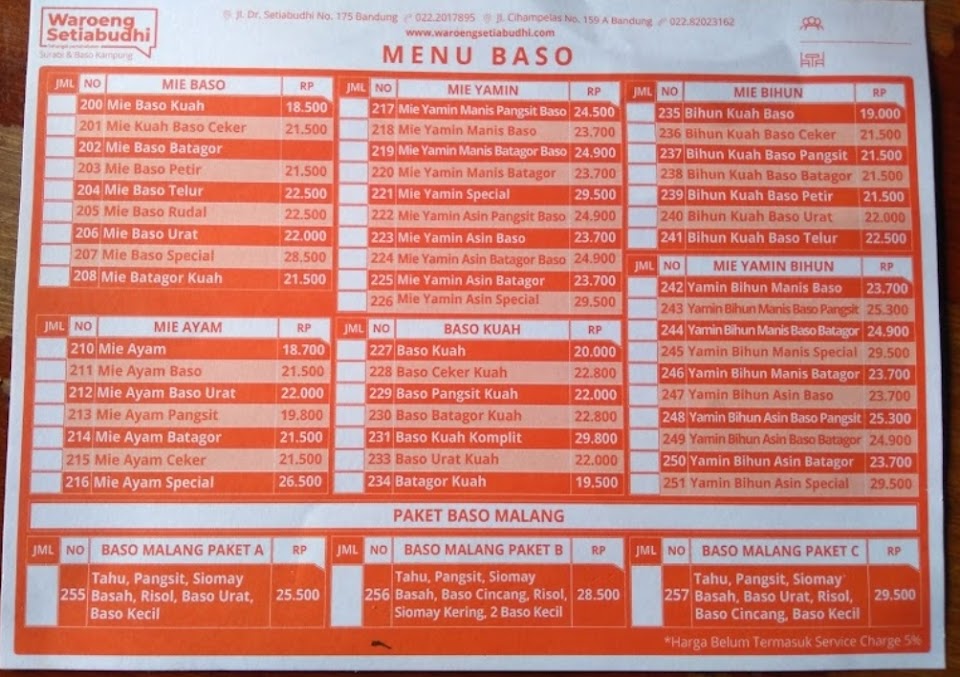 Waroeng
Setiabudhi
Surabi & Baso Kampung
Jl. Dr. Setiabudhi No. 175 Bandung 022.2017895 Jl. Cihampelas No. 159 A Bandung 022.82023162
www.waroengsetiabudhi.com
MENU BASO
JML NO MIE BASO RP
200 Mie Baso Kuah 18.500
201 Mie Kuah Baso Ceker 21.500
202 Mie Baso Batagor
203 Mie Baso Petir 21.500
204 Mie Baso Telur 22.500
205 Mie Baso Rudal 22.500
206 Mie Baso Urat 22.000
207 Mie Baso Special 28.500
208 Mie Batagor Kuah 21.500
JML NO MIE YAMIN RP
217 Mie Yamin Manis Pangsit Baso 24.500
218 Mie Yamin Manis Baso 23.700
219 Mie Yamin Manis Batagor Baso 24.900
220 Mie Yamin Manis Batagor 23.700
221 Mie Yamin Special 29.500
222 Mie Yamin Asin Pangsit Baso 24.900
223 Mie Yamin Asin Baso 23.700
224 Mie Yamin Asin Batagor Baso 24.900
225 Mie Yamin Asin Batagor 23.700
226 Mie Yamin Asin Special 29.500
JML NO MIE BIHUN RP
235 Bihun Kuah Baso 19.000
236 Bihun Kuah Baso Ceker 21.500
237 Bihun Kuah Baso Pangsit 21.500
238 Bihun Kuah Baso Batagor 21.500
239 Bihun Kuah Baso Petir 21.500
240 Bihun Kuah Baso Urat 22.000
241 Bihun Kuah Baso Telur 22.500
JML NO MIE YAMIN BIHUN RP
242 Yamin Bihun Manis Baso 23.700
243 Yamin Bihun Manis Baso Pangsit 25.300
244 Yamin Bihun Manis Baso Batagor 24.900
245 Yamin Bihun Manis Special 29.500
246 Yamin Bihun Manis Batagor 23.700
247 Yamin Bihun Asin Baso 23.700
248 Yamin Bihun Asin Baso Pangsit 25.300
249 Yamin Bihun Asin Baso Batagor 24.900
250 Yamin Bihun Asin Batagor 23.700
251 Yamin Bihun Asin Special 29.500
JML NO MIE AYAM RP
210 Mie Ayam 18.700
211 Mie Ayam Baso 21.500
212 Mie Ayam Baso Urat 22.000
213 Mie Ayam Pangsit 19.800
214 Mie Ayam Batagor 21.500
215 Mie Ayam Ceker 21.500
216 Mie Ayam Special 26.500
JML NO BASO KUAH RP
227 Baso Kuah 20.000
228 Baso Ceker Kuah 22.800
229 Baso Pangsit Kuah 22.000
230 Baso Batagor Kuah 22.800
231 Baso Kuah Komplit 29.800
233 Baso Urat Kuah 22.000
234 Batagor Kuah 19.500
PAKET BASO MALANG
JML NO BASO MALANG PAKET A RP
255 Tahu, Pangsit, Siomay
Basah, Risol, Baso Urat,
Baso Kecil 25.500
JML NO BASO MALANG PAKET B RP
256 Tahu, Pangsit, Siomay
Basah, Baso Cincang, Risol,
Siomay Kering, 2 Baso Kecil 28.500
JML NO BASO MALANG PAKET C RP
257 Tahu, Pangsit, Siomay
Basah, Baso Urat, Risol,
Baso Cincang, Baso Kecil 29.500
*Harga Belum Termasuk Service Charge 5%